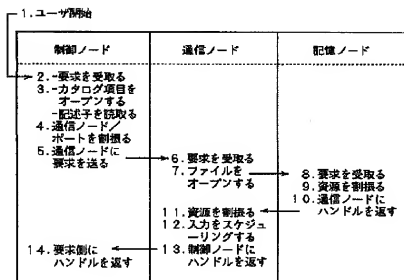 1.ユーザ開始
制御ノード
通信ノード
記憶ノード
2.-要求を受取る
3.-カタログ項目を
オープンする
-記述子を読取る
4.通信ノード/
ポートを割振る
5.通信ノードに
要求を送る
6.要求を受取る
7.ファイルを
オープンする
8.要求を受取る
9.資源を割振る
10.通信ノードに
ハンドルを返す
11.資源を割振る
12.入力をスケジュ
ーリングする
13.制御ノードに
ハンドルを返す
14.要求側に
ハンドルを返す